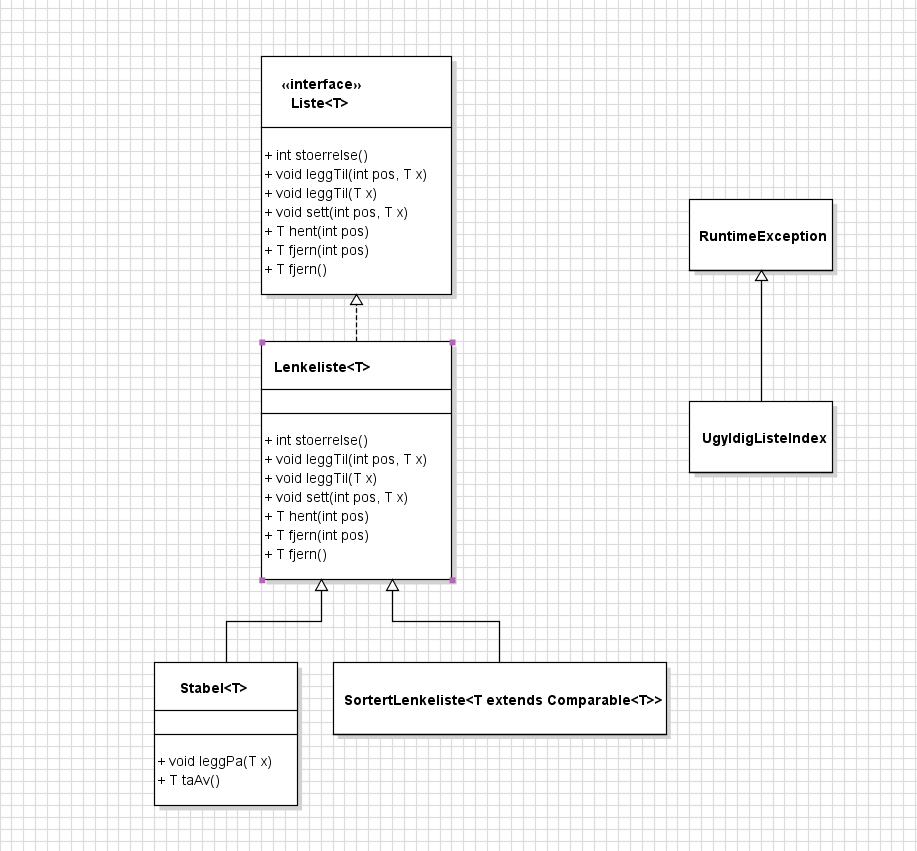 «interface»
Liste<T>
+ int stoerrelse()
+ void leggTil(int pos, T x)
+ void leggTil(T x)
+ void sett(int pos, T x)
+ T hent(int pos)
+ T fjern(int pos)
+ T fjern()
RuntimeException
Lenkeliste<T>
+ int stoerrelse()
+ void leggTil(int pos, T x)
+ void leggTil(T x)
+ void sett(int pos, T x)
+ T hent(int pos)
+ T fjern(int pos)
+ T fjern()
UgyldigListeIndex
Stabel<T>
+ void leggPa(T x)
+ T taAv()
SortertLenkeliste<T extends Comparable<T>>